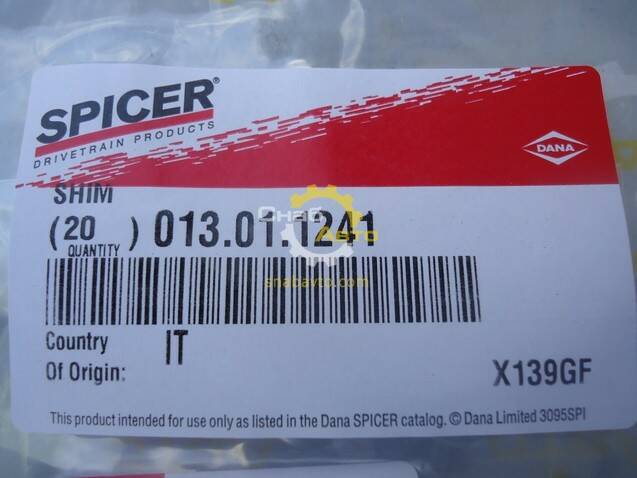 SPICER®
DRIVETRAIN PRODUCTS
DANA
SHIM
(20 ) 013.01.1241
QUANTITY
Снаб
Авто
snabavto.com
Country
Of Origin:
IT
X139GF
This product intended for use only as listed in the Dana SPICER catalog. © Dana Limited 3095SPI